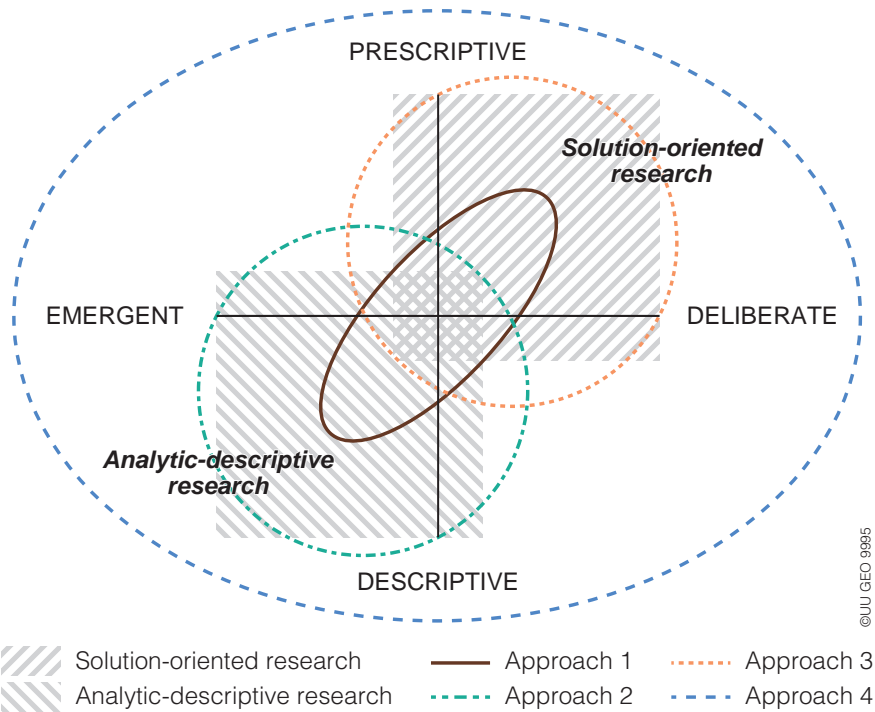 PRESCRIPTIVE
Solution-oriented
research
EMERGENT
DELIBERATE
Analytic-descriptive
research
DESCRIPTIVE
©UU GEO 9995
Solution-oriented research
Approach 1
Approach 3
Analytic-descriptive research
Approach 2
Approach 4